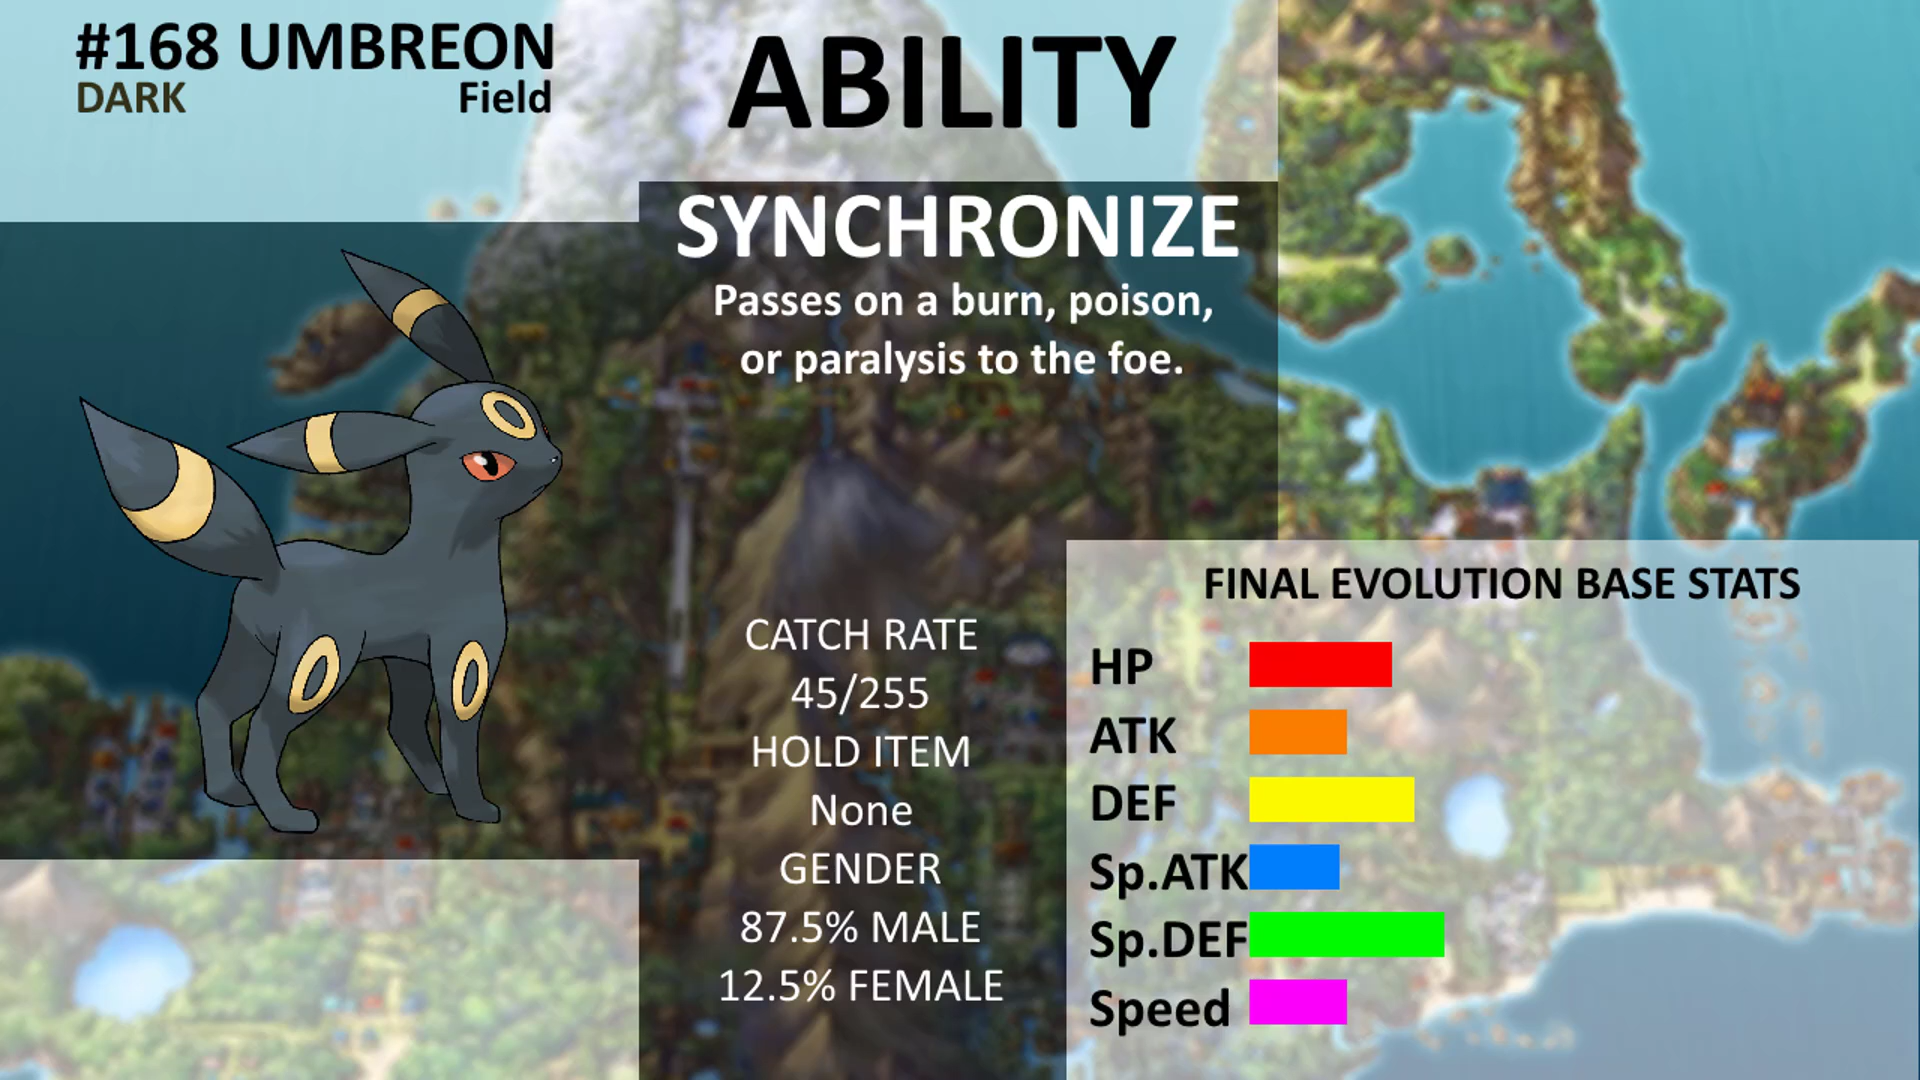 #168 UMBREON
DARK Field
ABILITY
SYNCHRONIZE
Passes on a burn, poison,
or paralysis to the foe.
CATCH RATE
45/255
HOLD ITEM
None
GENDER
87.5% MALE
12.5% FEMALE
FINAL EVOLUTION BASE STATS
HP
ATK
DEF
Sp.ATK
Sp.DEF
Speed